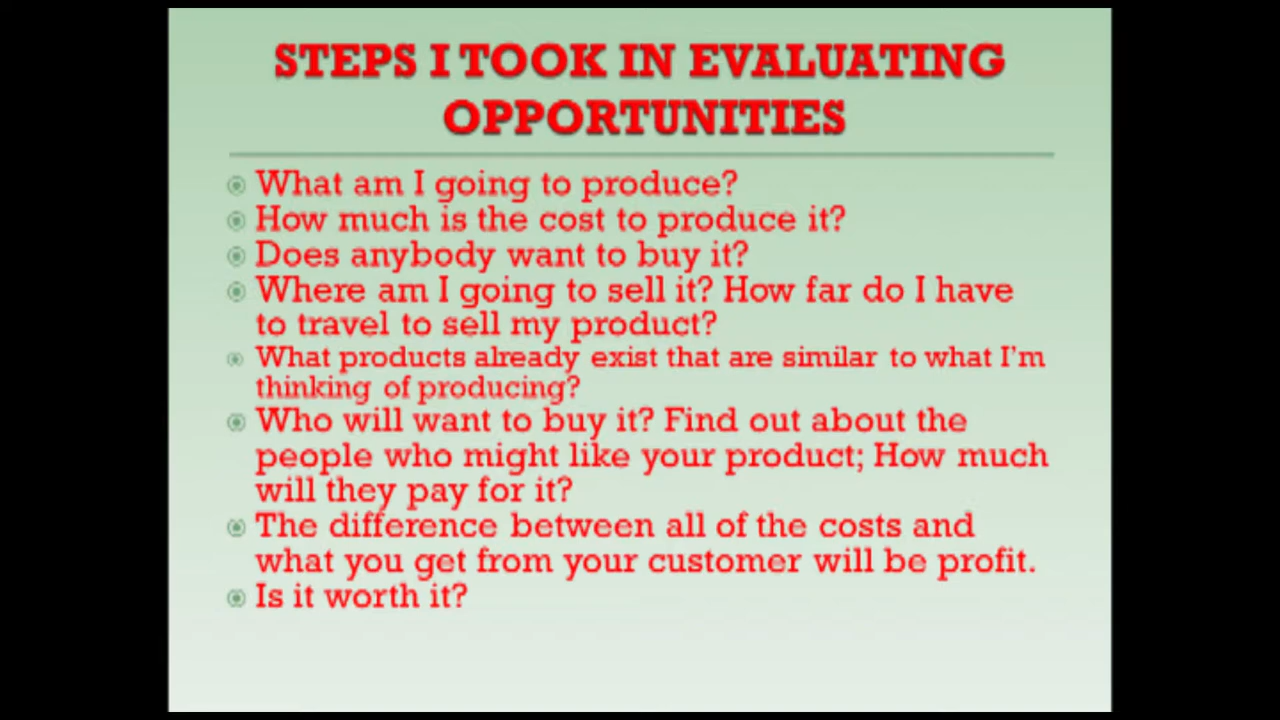 STEPS I TOOK IN EVALUATING
OPPORTUNITIES
What am I going to produce?
How much is the cost to produce it?
Does anybody want to buy it?
Where am I going to sell it? How far do I have
to travel to sell my product?
What products already exist that are similar to what I'm
thinking of producing?
Who will want to buy it? Find out about the
people who might like your product; How much
will they pay for it?
The difference between all of the costs and
what you get from your customer will be profit.
Is it worth it?